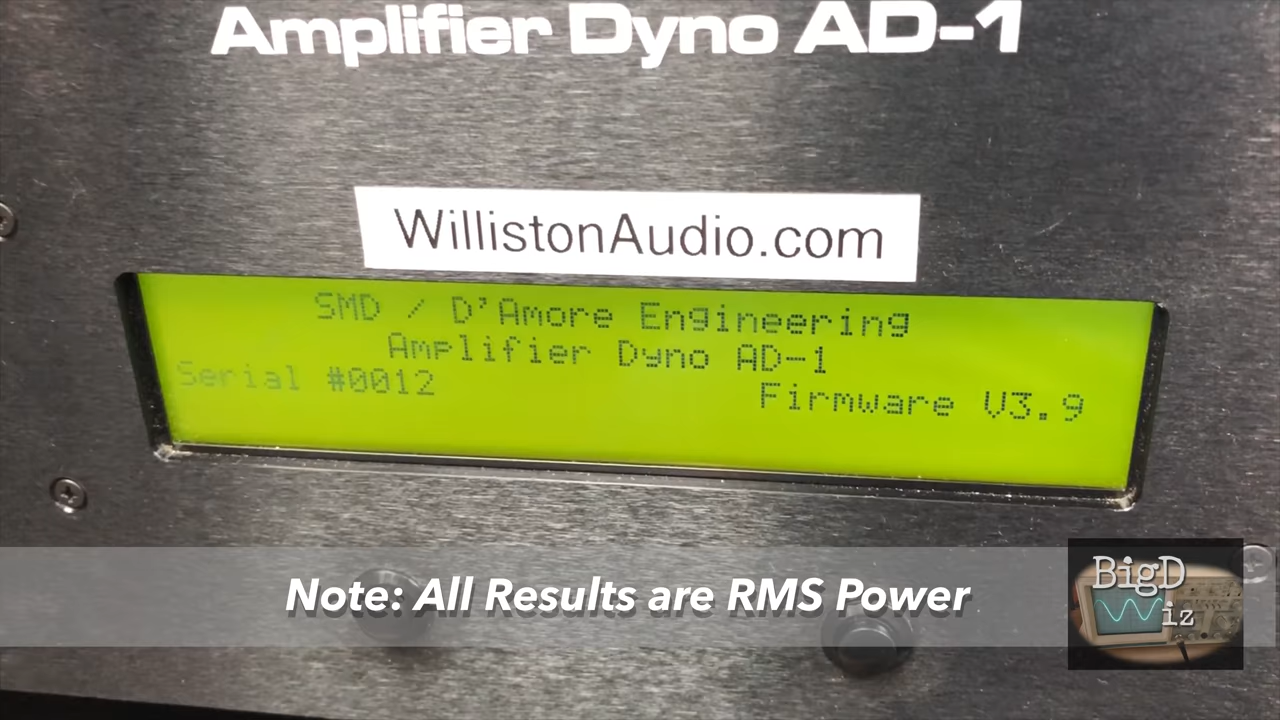 Amplifier Dyno AD-1
WillistonAudio.com
SMD / D'Amore Engineering
Amplifier Dyno AD-1
Serial #0012
Firmware V3.9
Note: All Results are RMS Power
BigD
Wiz